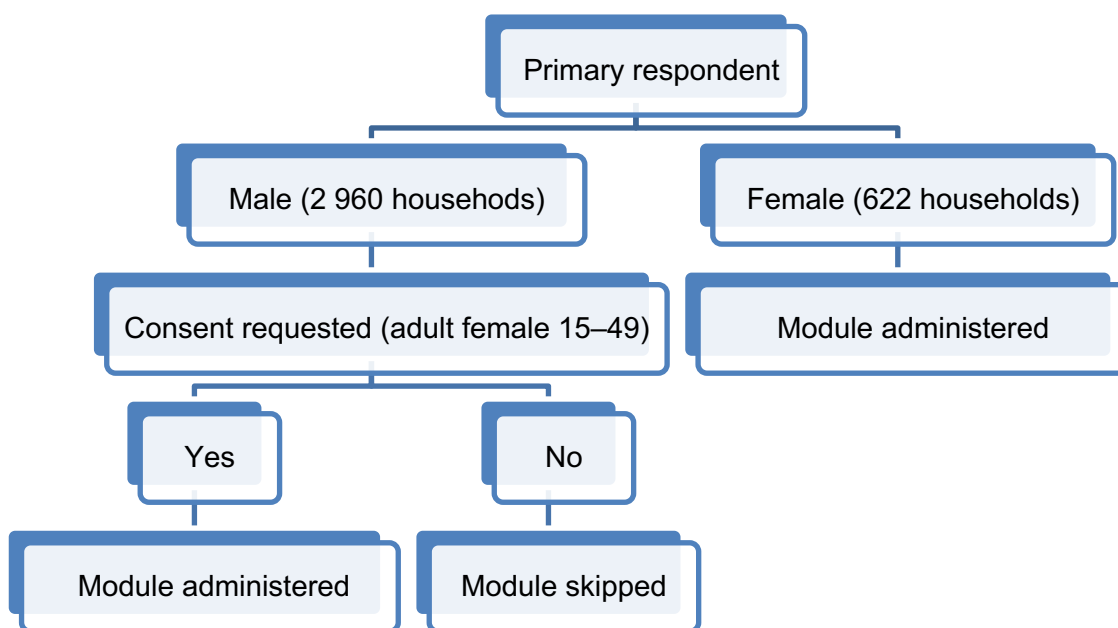 Primary respondent
Male (2 960 househods)
Female (622 households)
Consent requested (adult female 15–49)
Module administered
Yes
No
Module administered
Module skipped